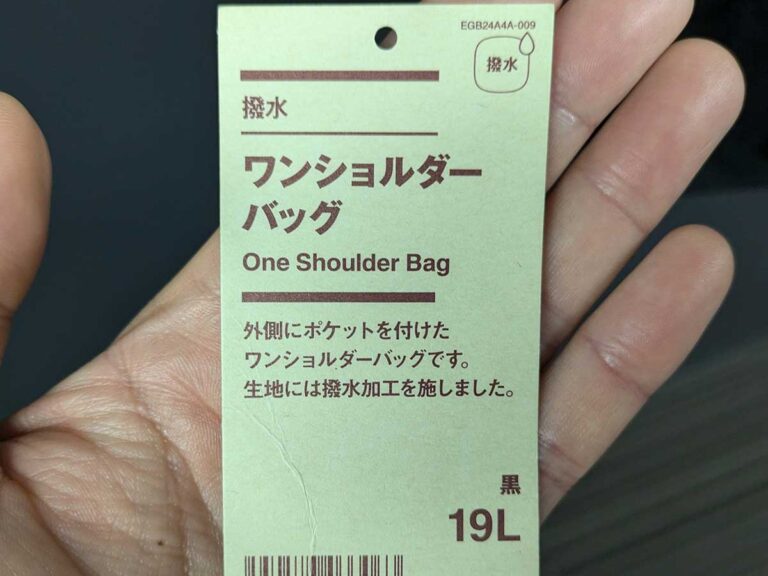 EGB24A4A-009
撥水
撥水
ワンショルダー
バッグ
One Shoulder Bag
外側にポケットを付けた
ワンショルダーバッグです。
生地には撥水加工を施しました。
黒
19L